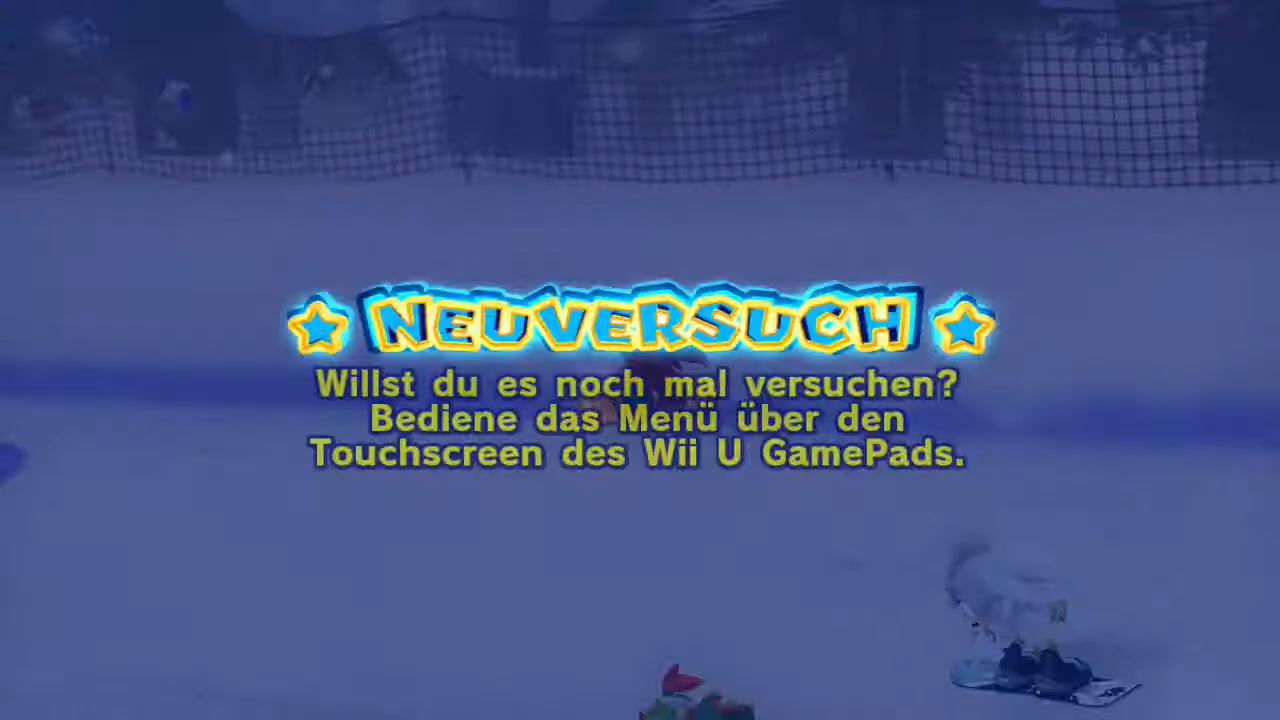 NEUVERSUCH
Willst du es noch mal versuchen?
Bediene das Menü über den
Touchscreen des Wii U GamePads.